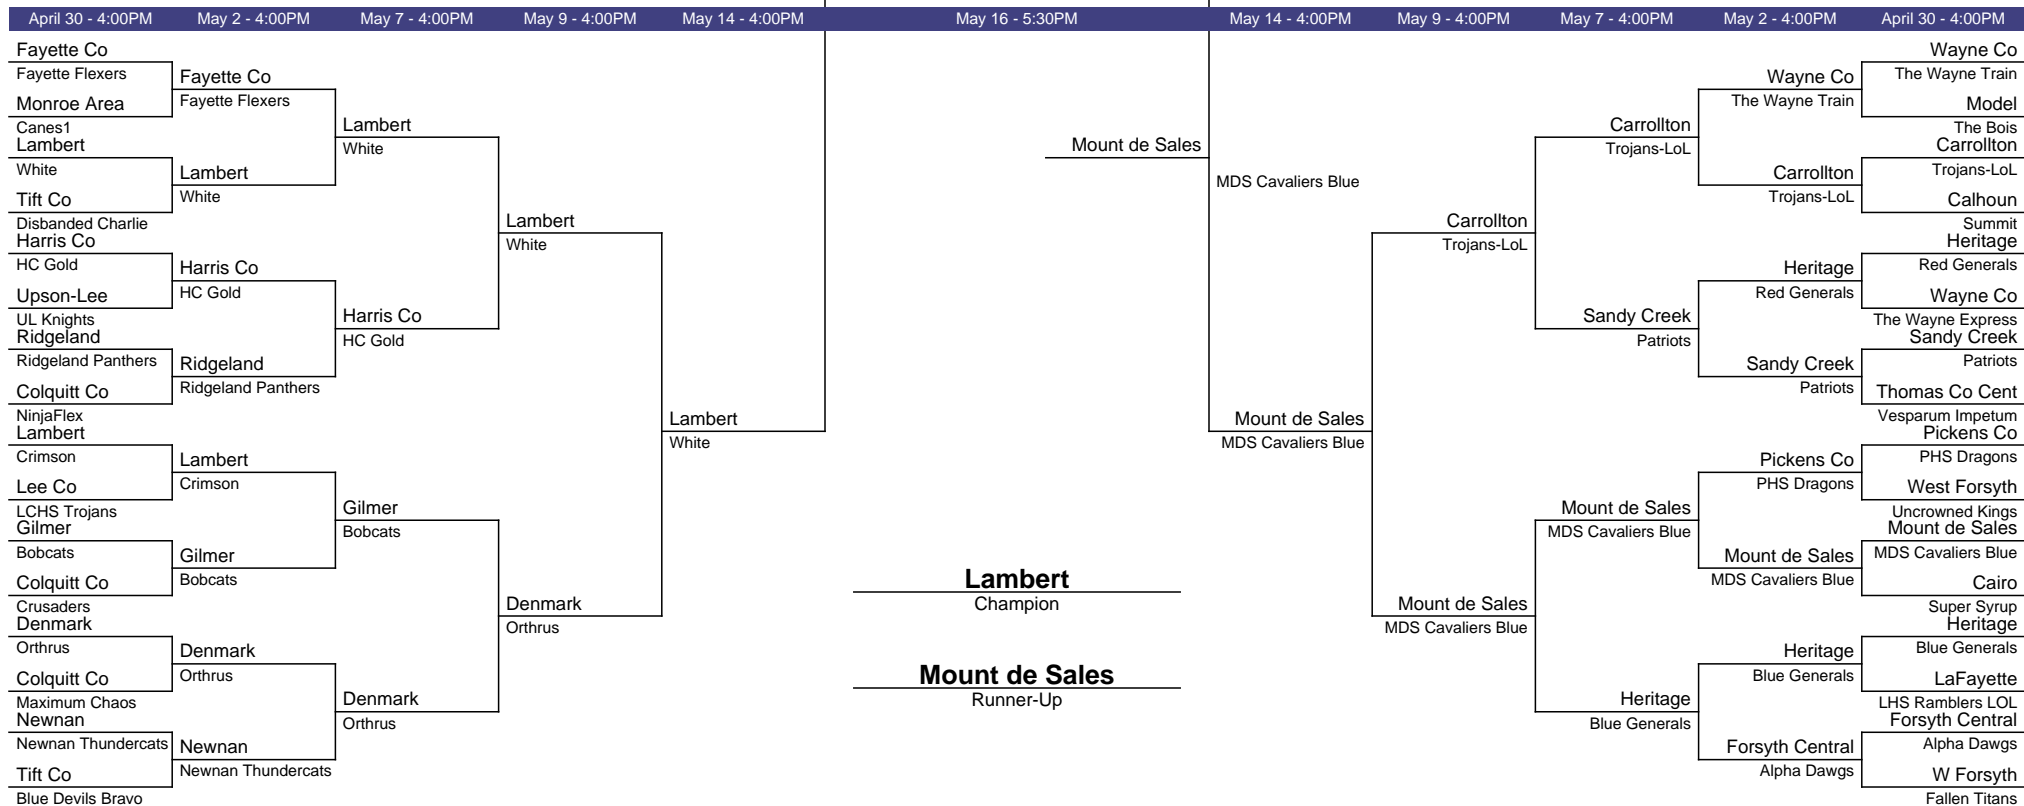 April 30 - 4:00PM May 2 - 4:00PM May 7 - 4:00PM May 9 - 4:00PM May 14 - 4:00PM May 16 - 5:30PM May 14 - 4:00PM May 9 - 4:00PM May 7 - 4:00PM May 2 - 4:00PM April 30 - 4:00PM
Fayette Co
Fayette Flexers
Monroe Area
Canes1
Lambert
White
Tift Co
Disbanded Charlie
Harris Co
HC Gold
Upson-Lee
UL Knights
Ridgeland
Ridgeland Panthers
Colquitt Co
NinjaFlex
Lambert
Crimson
Lee Co
LCHS Trojans
Gilmer
Bobcats
Colquitt Co
Crusaders
Denmark
Orthrus
Colquitt Co
Maximum Chaos
Newnan
Newnan Thundercats
Tift Co
Blue Devils Bravo
Fayette Co
Fayette Flexers
Lambert
White
Harris Co
HC Gold
Ridgeland
Ridgeland Panthers
Lambert
Crimson
Gilmer
Bobcats
Denmark
Orthrus
Newnan
Newnan Thundercats
Lambert
White
Harris Co
HC Gold
Gilmer
Bobcats
Denmark
Orthrus
Lambert
White
Denmark
Orthrus
Lambert
White
Mount de Sales
MDS Cavaliers Blue
Lambert
Champion
Mount de Sales
Runner-Up
Mount de Sales
MDS Cavaliers Blue
Carrollton
Trojans-LoL
Mount de Sales
MDS Cavaliers Blue
Carrollton
Trojans-LoL
Sandy Creek
Patriots
Mount de Sales
MDS Cavaliers Blue
Heritage
Blue Generals
Wayne Co
The Wayne Train
Carrollton
Trojans-LoL
Heritage
Red Generals
Sandy Creek
Patriots
Pickens Co
PHS Dragons
Mount de Sales
MDS Cavaliers Blue
Heritage
Blue Generals
Forsyth Central
Alpha Dawgs
Wayne Co
The Wayne Train
Model
The Bois
Carrollton
Trojans-LoL
Calhoun
Summit
Heritage
Red Generals
Wayne Co
The Wayne Express
Sandy Creek
Patriots
Thomas Co Cent
Vesparum Impetum
Pickens Co
PHS Dragons
West Forsyth
Uncrowned Kings
Mount de Sales
MDS Cavaliers Blue
Cairo
Super Syrup
Heritage
Blue Generals
LaFayette
LHS Ramblers LOL
Forsyth Central
Alpha Dawgs
W Forsyth
Fallen Titans